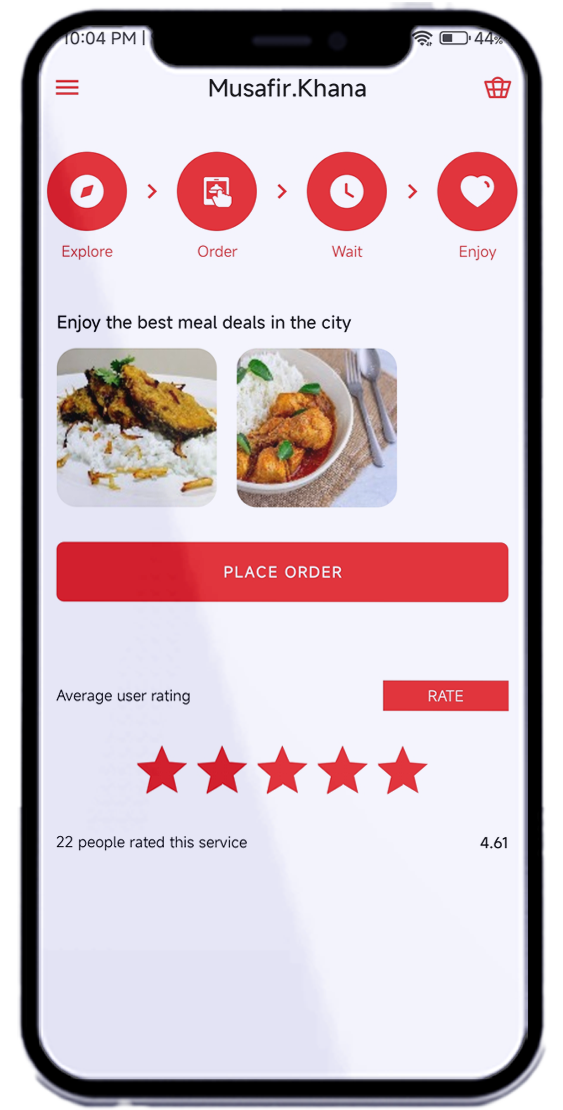 10:04 PM | 44%
Musafir.Khana
Explore Order Wait Enjoy
Enjoy the best meal deals in the city
PLACE ORDER
Average user rating RATE
22 people rated this service 4.61